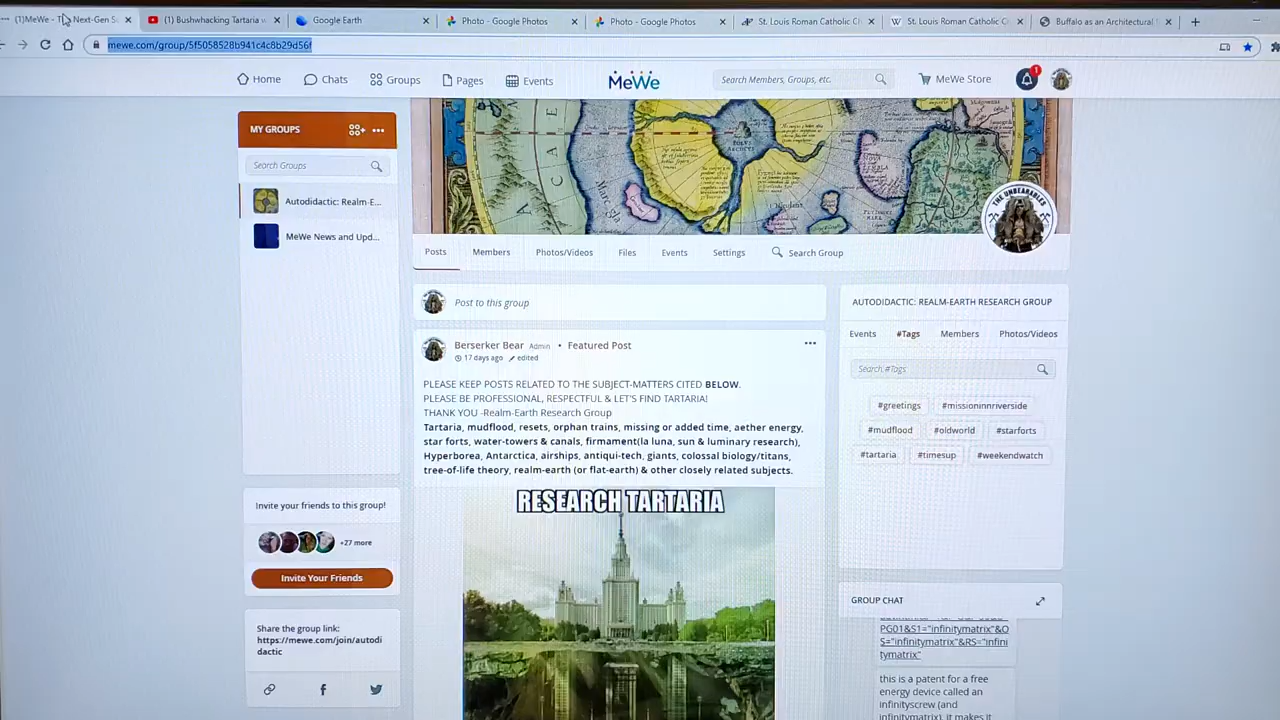 (1)MeWe - T Next-Gen S
(1) Bushwhacking Tartaria v
Google Earth
Photo - Google Photos
Photo - Google Photos
St. Louis Roman Catholic C
St. Louis Roman Catholic C
Buffalo as an Architectural
mewe.com/group/5f5058528b941c4c8b29d56f
Home
Chats
Groups
Pages
Events
MeWe
Search Members, Groups, etc.
MeWe Store
1
MY GROUPS
Search Groups
Autodidactic: Realm-E...
MeWe News and Upd...
POLUS ARCTICUS
THE UNBEARABLES
Posts
Members
Photos/Videos
Files
Events
Settings
Search Group
Post to this group
Berserker Bear Admin • Featured Post
17 days ago edited
PLEASE KEEP POSTS RELATED TO THE SUBJECT-MATTERS CITED BELOW.
PLEASE BE PROFESSIONAL, RESPECTFUL & LET'S FIND TARTARIA!
THANK YOU -Realm-Earth Research Group
Tartaria, mudflood, resets, orphan trains, missing or added time, aether energy,
star forts, water-towers & canals, firmament(la luna, sun & luminary research),
Hyperborea, Antarctica, airships, antiqui-tech, giants, colossal biology/titans,
tree-of-life theory, realm-earth (or flat-earth) & other closely related subjects.
RESEARCH TARTARIA
AUTODIDACTIC: REALM-EARTH RESEARCH GROUP
Events
#Tags
Members
Photos/Videos
Search #Tags
#greetings
#missioninnriverside
#mudflood
#oldworld
#starforts
#tartaria
#timesup
#weekendwatch
Invite your friends to this group!
+27 more
Invite Your Friends
Share the group link:
https://mewe.com/join/autodi
dactic
GROUP CHAT
PG01&S1="infinitymatrix"&O
S="infinitymatrix"&RS="infini
tymatrix"
this is a patent for a free
energy device called an
infinityscrew (and
infinitymatrix). it makes it